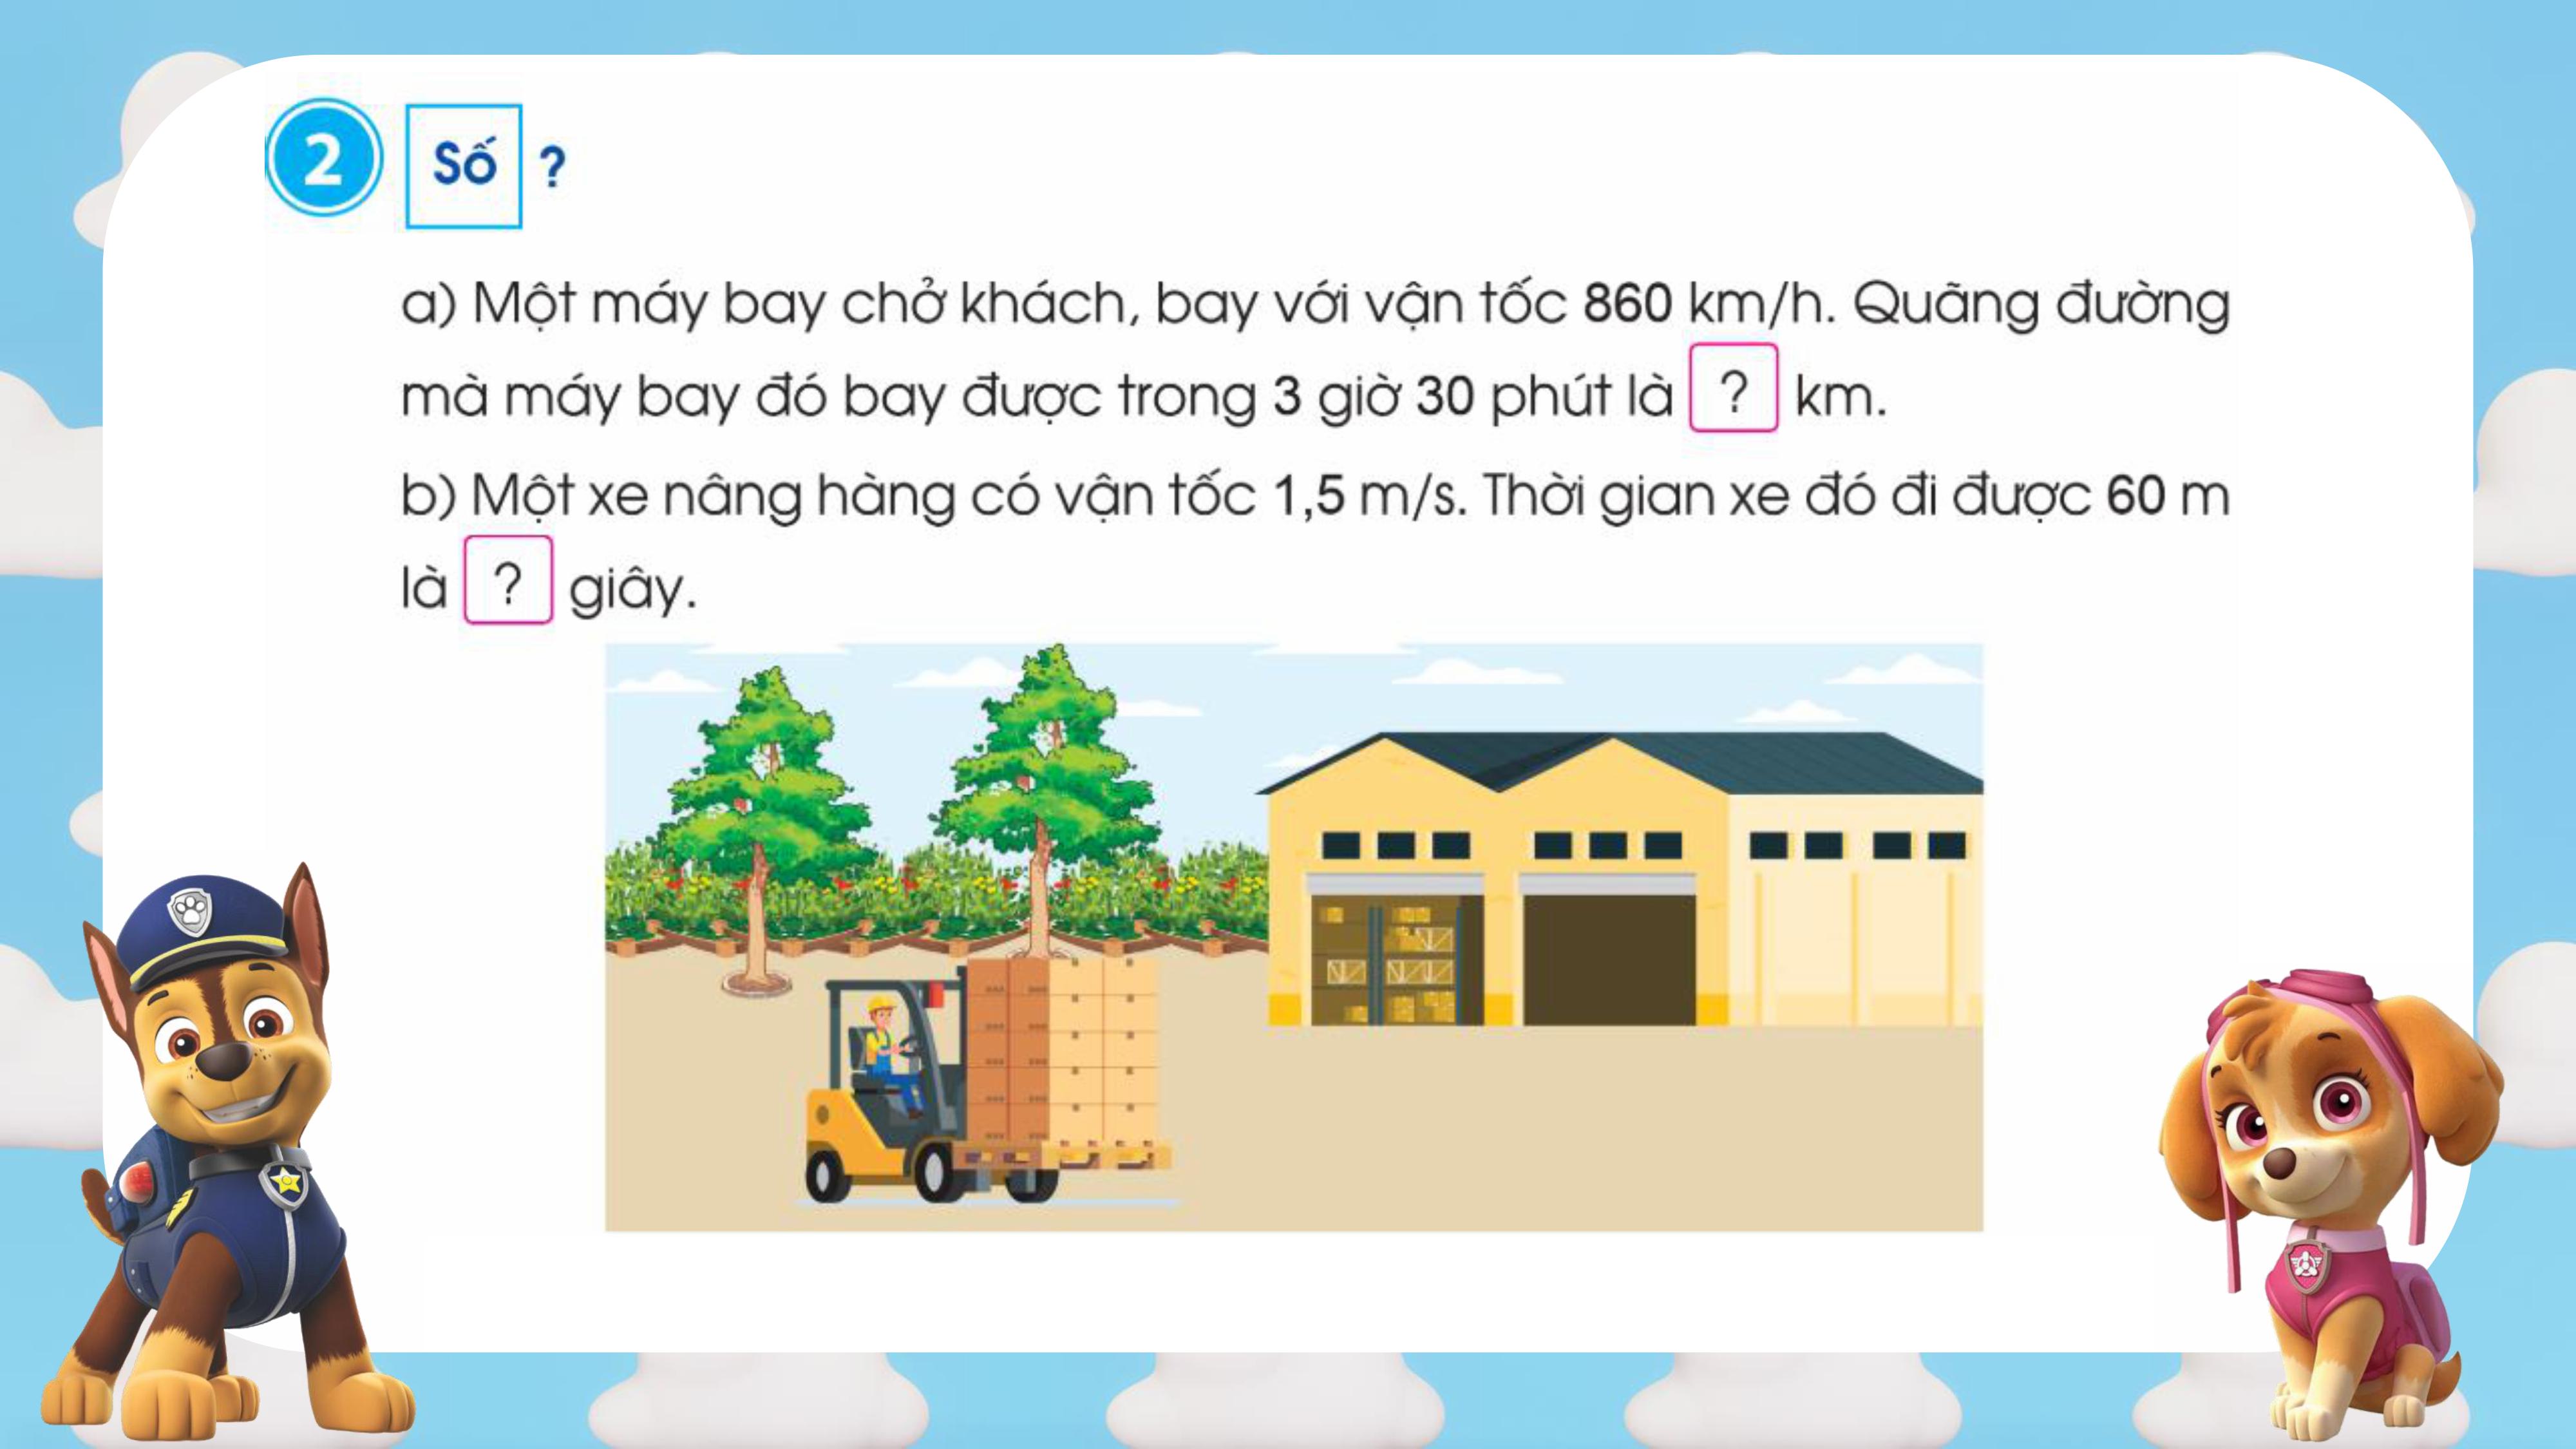 2 Số ?
a) Một máy bay chở khách, bay với vận tốc 860 km/h. Quãng đường
mà máy bay đó bay được trong 3 giờ 30 phút là ? km.
b) Một xe nâng hàng có vận tốc 1,5 m/s. Thời gian xe đó đi được 60 m
là ? giây.